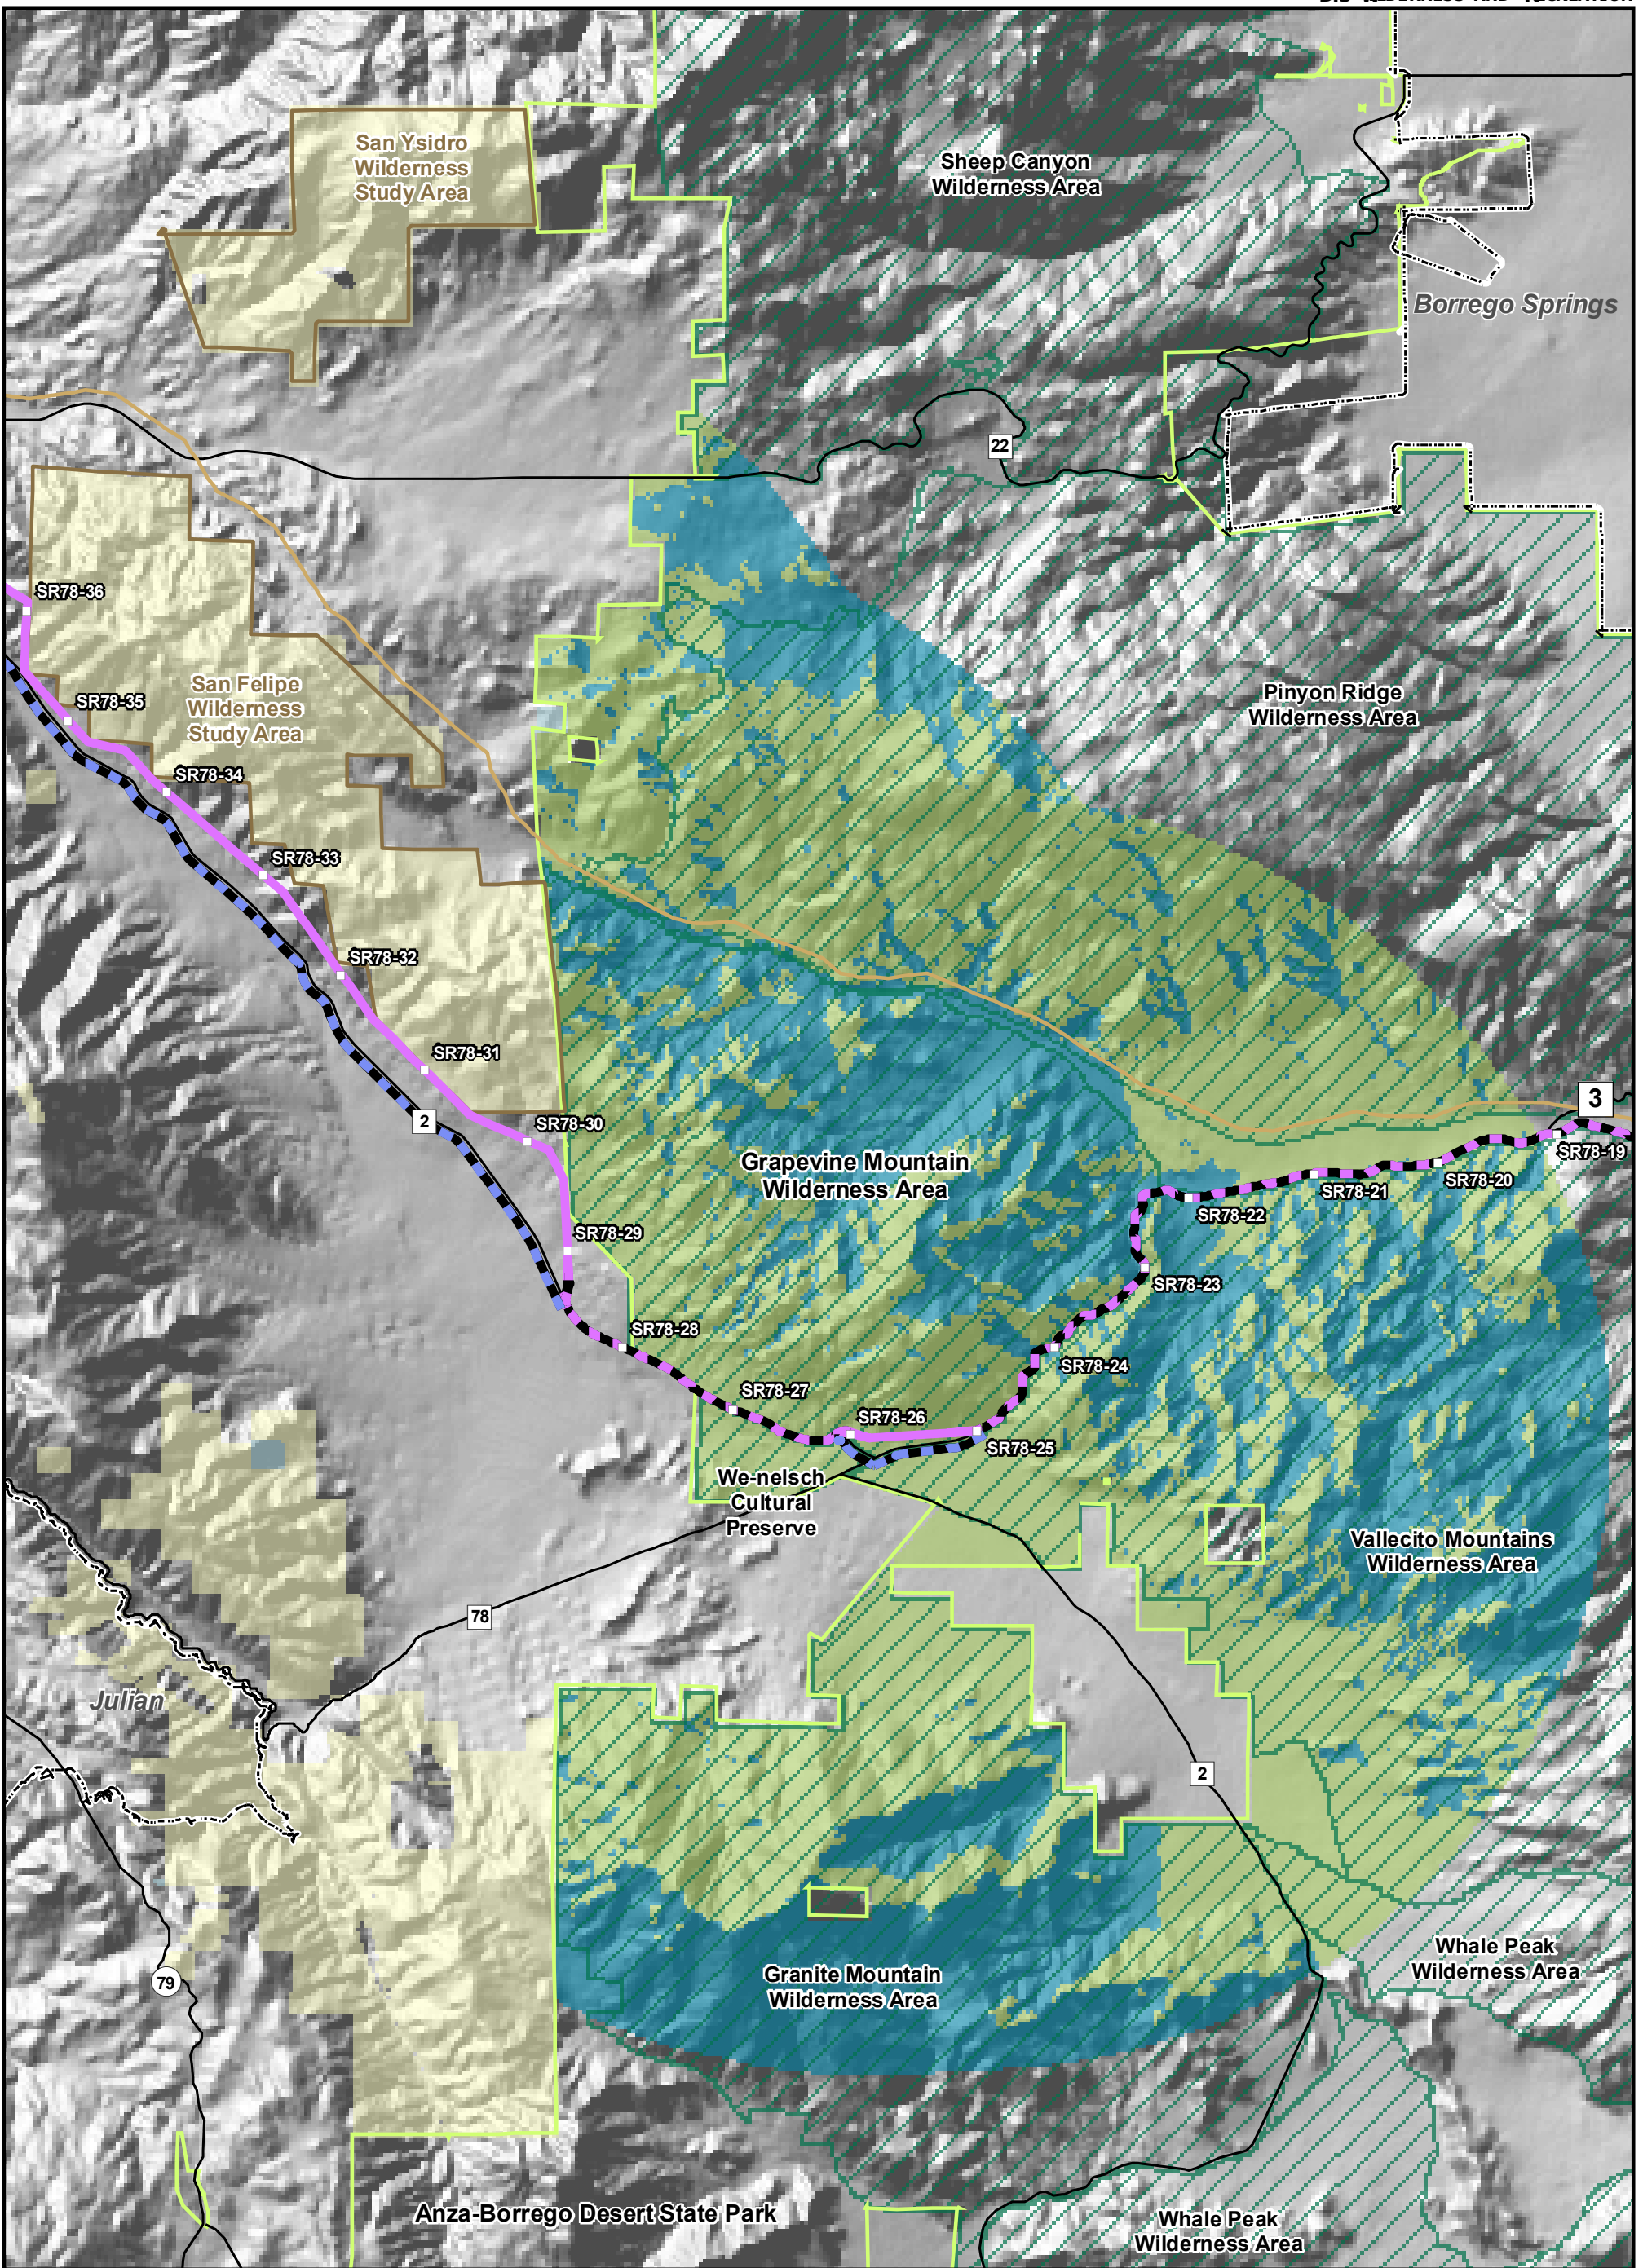 San Ysidro
Wilderness
Study Area
Sheep Canyon
Wilderness Area
Borrego Springs
22
SR78-36
San Felipe
Wilderness
Study Area
SR78-35
Pinyon Ridge
Wilderness Area
SR78-34
SR78-33
SR78-32
SR78-31
3
2
SR78-30
SR78-19
Grapevine Mountain
Wilderness Area
SR78-20
SR78-21
SR78-22
SR78-29
SR78-23
SR78-28
SR78-24
SR78-27
SR78-26
SR78-25
We-nelsch
Cultural
Preserve
Vallecito Mountains
Wilderness Area
78
Julian
2
Whale Peak
Wilderness Area
79
Granite Mountain
Wilderness Area
Anza-Borrego Desert State Park
Whale Peak
Wilderness Area